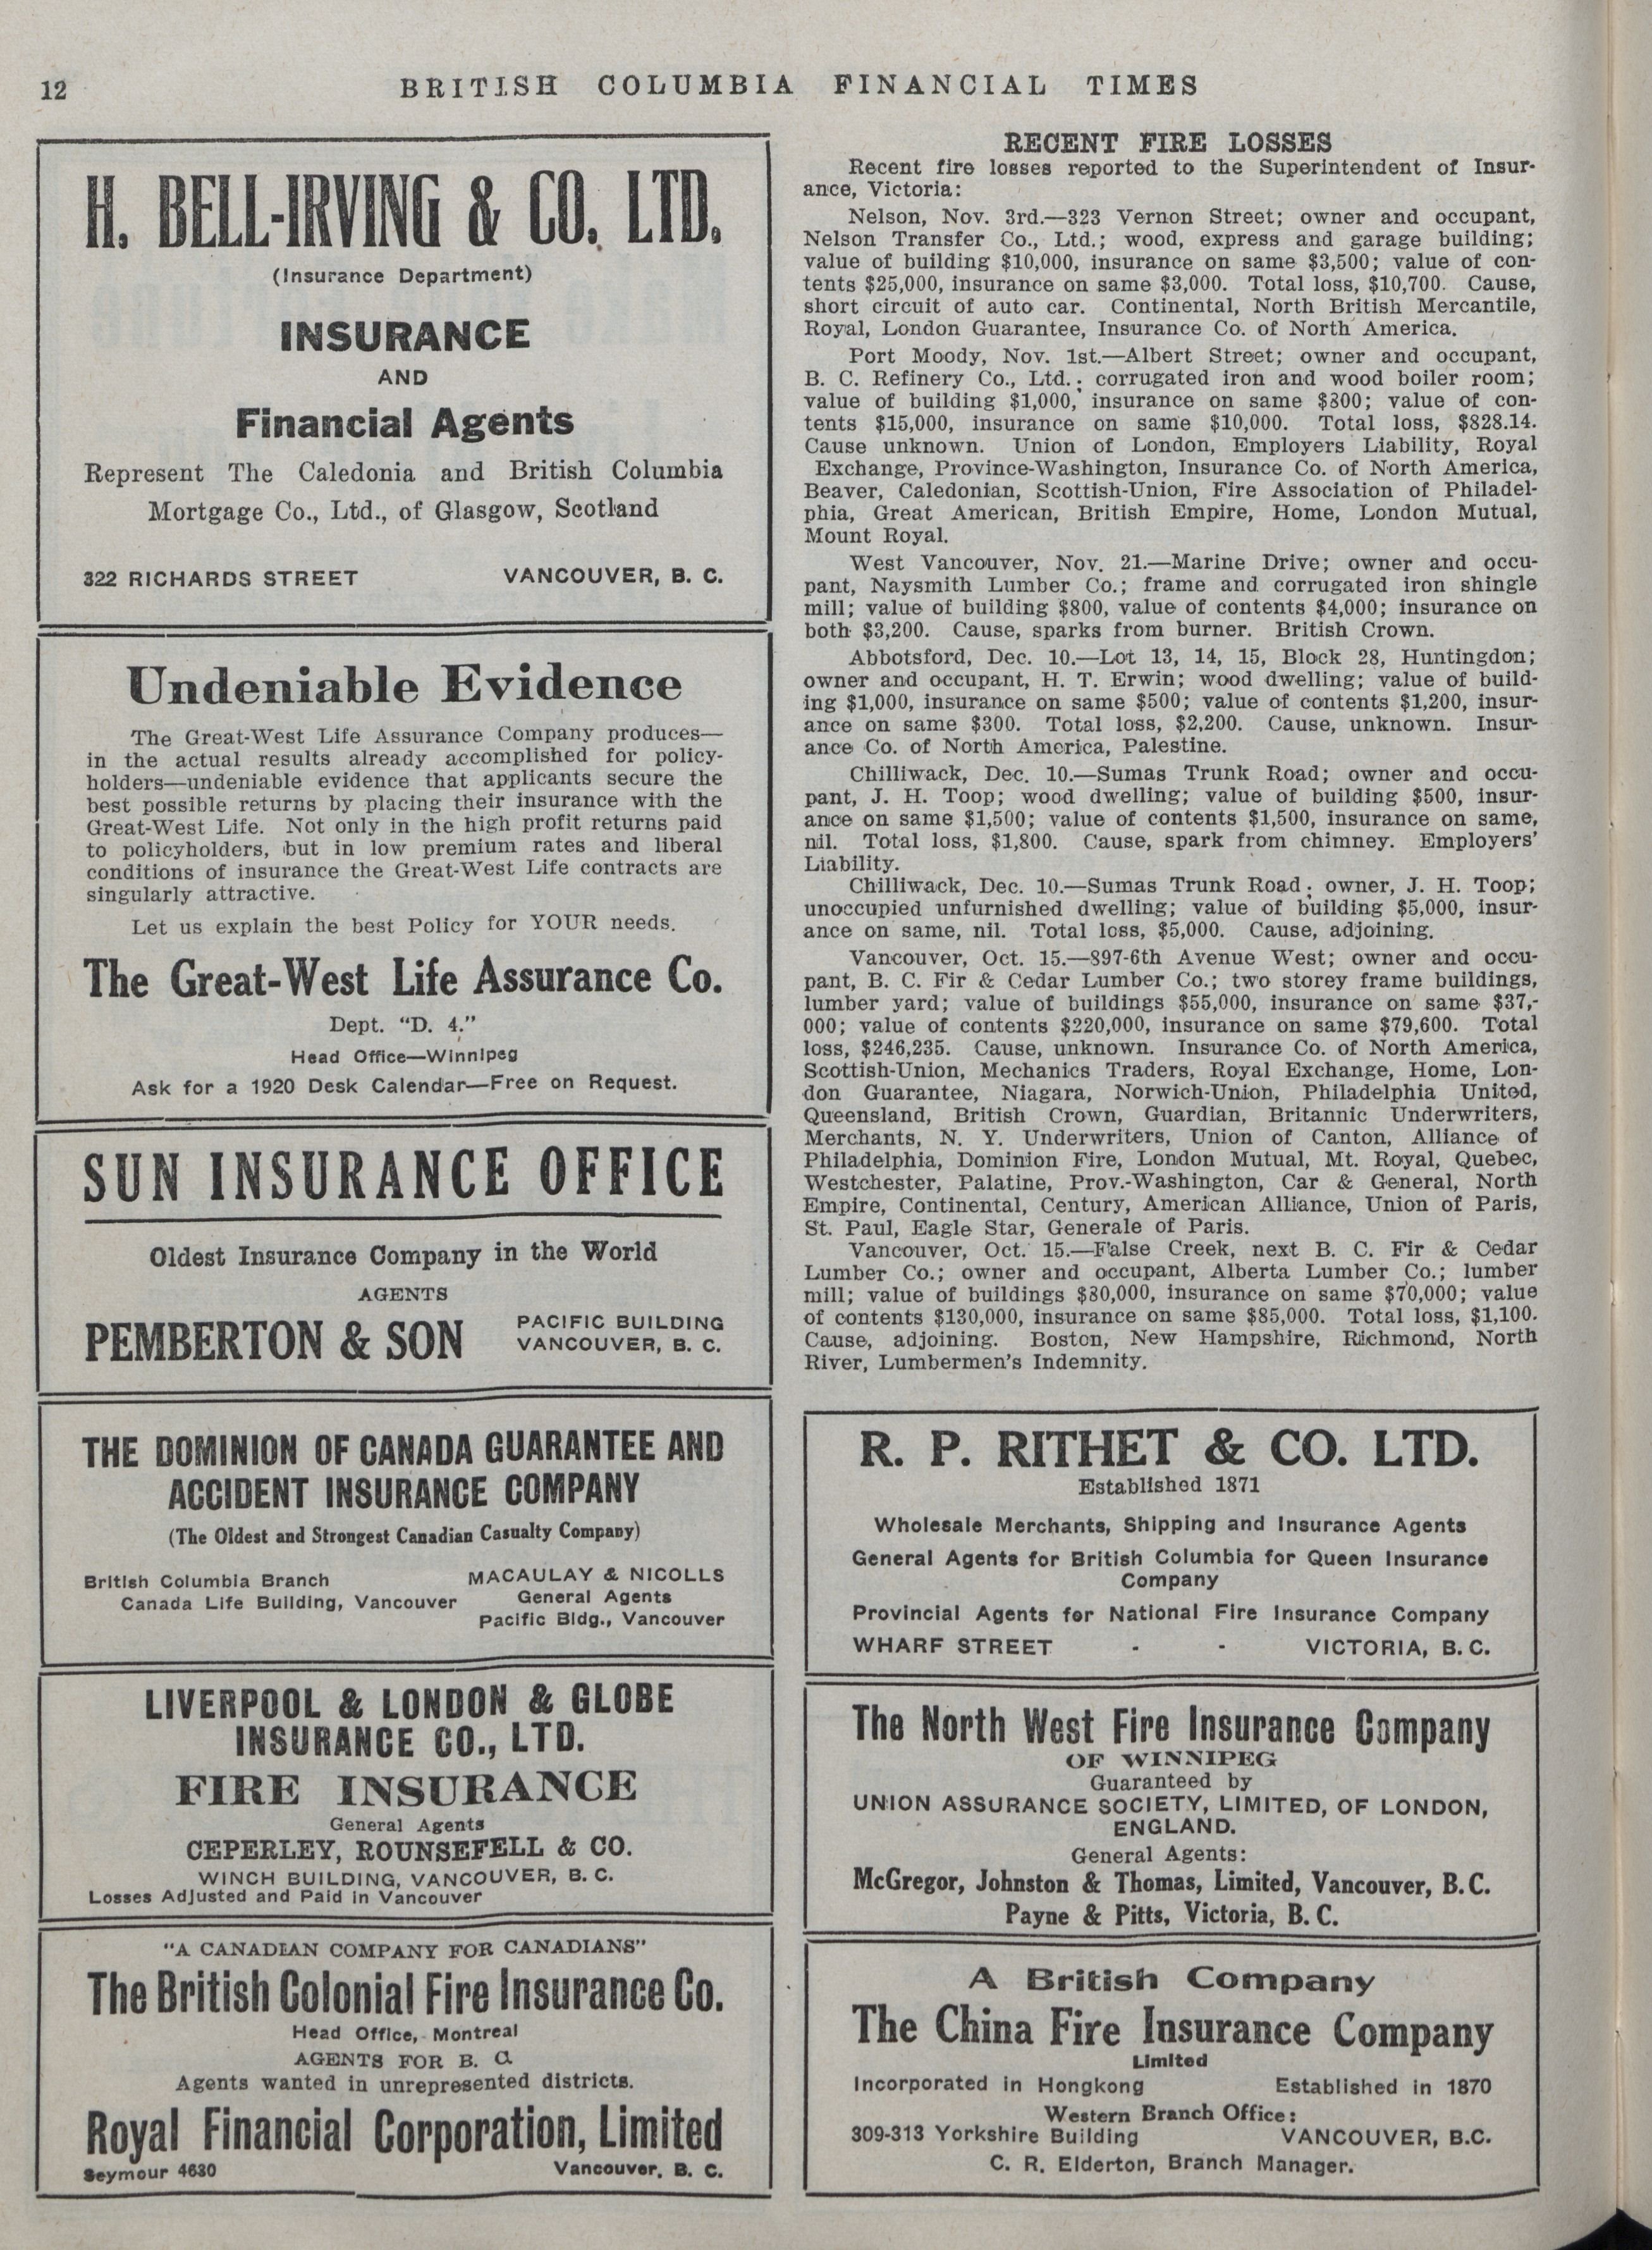 12
BRITISH COLUMBIA FINANCIAL TIMES
H. BELL-IRVING & CO. LTD.
(Insurance Department)
INSURANCE
AND
Financial Agents
Represent The Caledonia and British Columbia
Mortgage Co., Ltd., of Glasgow, Scotland
322 RICHARDS STREET VANCOUVER, B. C.
Undeniable Evidence
The Great-West Life Assurance Company produces—
in the actual results already accomplished for policy-
holders—undeniable evidence that applicants secure the
best possible returns by placing their insurance with the
Great-West Life. Not only in the high profit returns paid
to policyholders, but in low premium rates and liberal
conditions of insurance the Great-West Life contracts are
singularly attractive.
Let us explain the best Policy for YOUR needs.
The Great-West Life Assurance Co.
Dept. "D. 4."
Head Office—Winnipeg
Ask for a 1920 Desk Calendar—Free on Request.
SUN INSURANCE OFFICE
Oldest Insurance Company in the World
AGENTS
PEMBERTON & SON
PACIFIC BUILDING
VANCOUVER, B. C.
THE DOMINION OF CANADA GUARANTEE AND
ACCIDENT INSURANCE COMPANY
(The Oldest and Strongest Canadian Casualty Company)
British Columbia Branch
Canada Life Building, Vancouver
MACAULAY & NICOLLS
General Agents
Pacific Bldg., Vancouver
LIVERPOOL & LONDON & GLOBE
INSURANCE CO., LTD.
FIRE INSURANCE
General Agents
CEPERLEY, ROUNSEFELL & CO.
WINCH BUILDING, VANCOUVER, B. C.
Losses Adjusted and Paid in Vancouver
"A CANADIAN COMPANY FOR CANADIANS"
The British Colonial Fire Insurance Co.
Head Office, Montreal
AGENTS FOR B. C.
Agents wanted in unrepresented districts.
Royal Financial Corporation, Limited
Seymour 4630 Vancouver, B. C.
RECENT FIRE LOSSES
Recent fire losses reported to the Superintendent of Insur-
ance, Victoria:
Nelson, Nov. 3rd.—323 Vernon Street; owner and occupant,
Nelson Transfer Co., Ltd.; wood, express and garage building;
value of building $10,000, insurance on same $3,500; value of con-
tents $25,000, insurance on same $3,000. Total loss, $10,700. Cause,
short circuit of auto car. Continental, North British Mercantile,
Royal, London Guarantee, Insurance Co. of North America.
Port Moody, Nov. 1st.—Albert Street; owner and occupant,
B. C. Refinery Co., Ltd.; corrugated iron and wood boiler room;
value of building $1,000, insurance on same $300; value of con-
tents $15,000, insurance on same $10,000. Total loss, $828.14.
Cause unknown. Union of London, Employers Liability, Royal
Exchange, Province-Washington, Insurance Co. of North America,
Beaver, Caledonian, Scottish-Union, Fire Association of Philadel-
phia, Great American, British Empire, Home, London Mutual,
Mount Royal.
West Vancouver, Nov. 21.—Marine Drive; owner and occu-
pant, Naysmith Lumber Co.; frame and corrugated iron shingle
mill; value of building $800, value of contents $4,000; insurance on
both $3,200. Cause, sparks from burner. British Crown.
Abbotsford, Dec. 10.—Lot 13, 14, 15, Block 28, Huntingdon;
owner and occupant, H. T. Erwin; wood dwelling; value of build-
ing $1,000, insurance on same $500; value of contents $1,200, insur-
ance on same $300. Total loss, $2,200. Cause, unknown. Insur-
ance Co. of North America, Palestine.
Chilliwack, Dec. 10.—Sumas Trunk Road; owner and occu-
pant, J. H. Toop; wood dwelling; value of building $500, insur-
ance on same $1,500; value of contents $1,500, insurance on same,
nil. Total loss, $1,800. Cause, spark from chimney. Employers'
Liability.
Chilliwack, Dec. 10.—Sumas Trunk Road; owner, J. H. Toop;
unoccupied unfurnished dwelling; value of building $5,000, insur-
ance on same, nil. Total loss, $5,000. Cause, adjoining.
Vancouver, Oct. 15.—897-6th Avenue West; owner and occu-
pant, B. C. Fir & Cedar Lumber Co.; two storey frame buildings,
lumber yard; value of buildings $55,000, insurance on same $37,-
000; value of contents $220,000, insurance on same $79,600. Total
loss, $246,235. Cause, unknown. Insurance Co. of North America,
Scottish-Union, Mechanics Traders, Royal Exchange, Home, Lon-
don Guarantee, Niagara, Norwich-Union, Philadelphia United,
Queensland, British Crown, Guardian, Britannic Underwriters,
Merchants, N. Y. Underwriters, Union of Canton, Alliance of
Philadelphia, Dominion Fire, London Mutual, Mt. Royal, Quebec,
Westchester, Palatine, Prov.-Washington, Car & General, North
Empire, Continental, Century, American Alliance, Union of Paris,
St. Paul, Eagle Star, Generale of Paris.
Vancouver, Oct. 15.—False Creek, next B. C. Fir & Cedar
Lumber Co.; owner and occupant, Alberta Lumber Co.; lumber
mill; value of buildings $80,000, insurance on same $70,000; value
of contents $130,000, insurance on same $85,000. Total loss, $1,100.
Cause, adjoining. Boston, New Hampshire, Richmond, North
River, Lumbermen's Indemnity.
R. P. RITHET & CO. LTD.
Established 1871
Wholesale Merchants, Shipping and Insurance Agents
General Agents for British Columbia for Queen Insurance
Company
Provincial Agents for National Fire Insurance Company
WHARF STREET - - VICTORIA, B. C.
The North West Fire Insurance Company
OF WINNIPEG
Guaranteed by
UNION ASSURANCE SOCIETY, LIMITED, OF LONDON,
ENGLAND.
General Agents:
McGregor, Johnston & Thomas, Limited, Vancouver, B. C.
Payne & Pitts, Victoria, B. C.
A British Company
The China Fire Insurance Company
Limited
Incorporated in Hongkong Established in 1870
Western Branch Office:
309-313 Yorkshire Building VANCOUVER, B.C.
C. R. Elderton, Branch Manager.